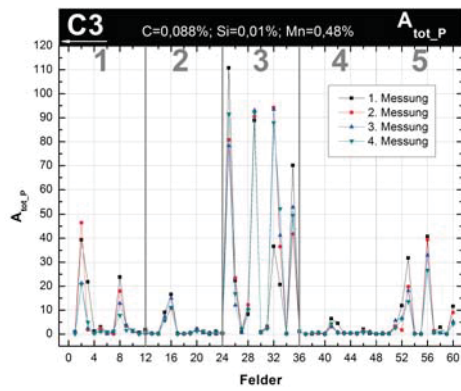 C3
C=0,088%; Si=0,01%; Mn=0,48%
A tot_P
1 2 3 4 5
120
110
100
90
80
70
60
50
40
30
20
10
0
A tot_P
1. Messung
2. Messung
3. Messung
4. Messung
0 4 8 12 16 20 24 28 32 36 40 44 48 52 56 60
Felder